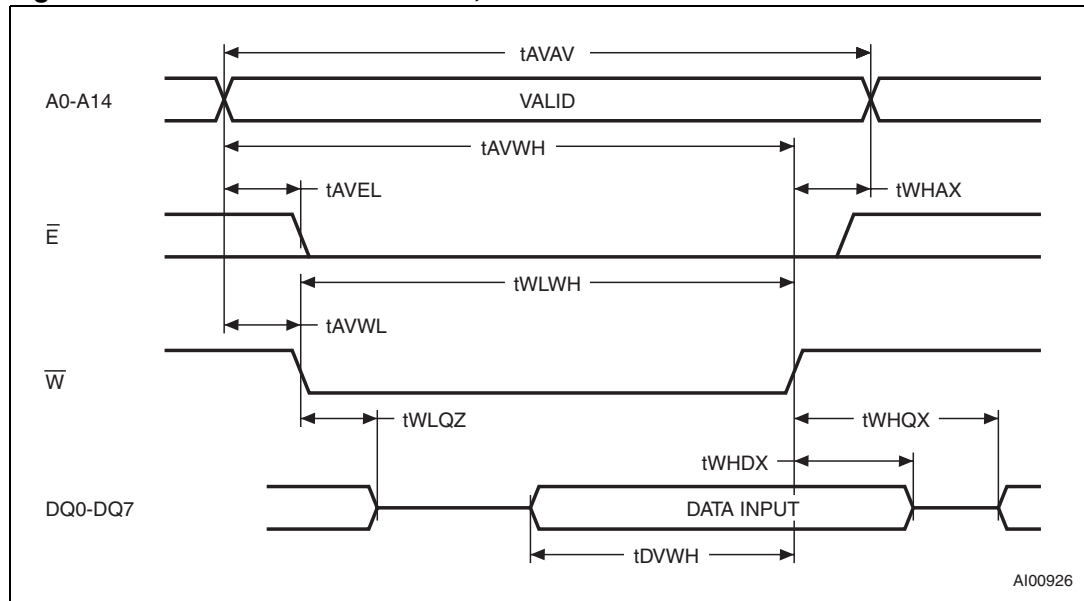 tAVAV
A0-A14
VALID
tAVWH
tAVEL
tWHAX
E̅
tWLWH
tAVWL
W̅
tWLQZ
tWHQX
tWHDX
DQ0-DQ7
DATA INPUT
tDVWH
AI00926